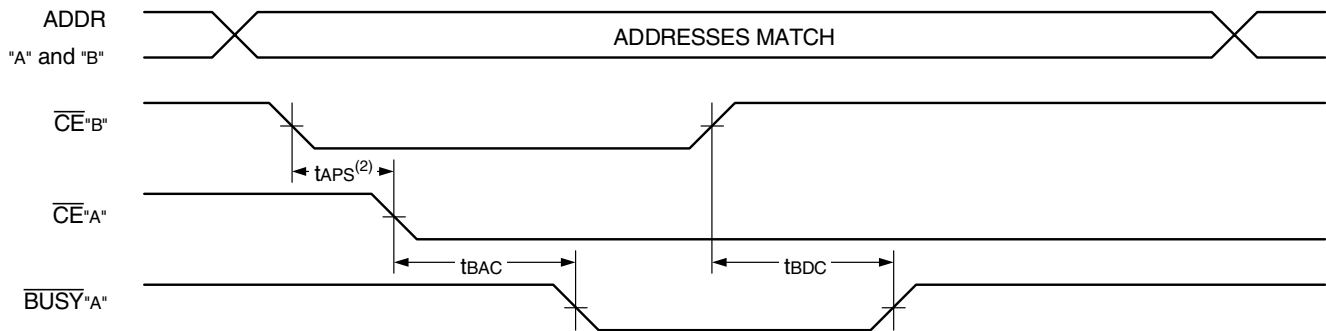 ADDR
"A" and "B"
ADDRESSES MATCH
CE"B"
tAPS(2)
CE"A"
tBAC
tBDC
BUSY"A"